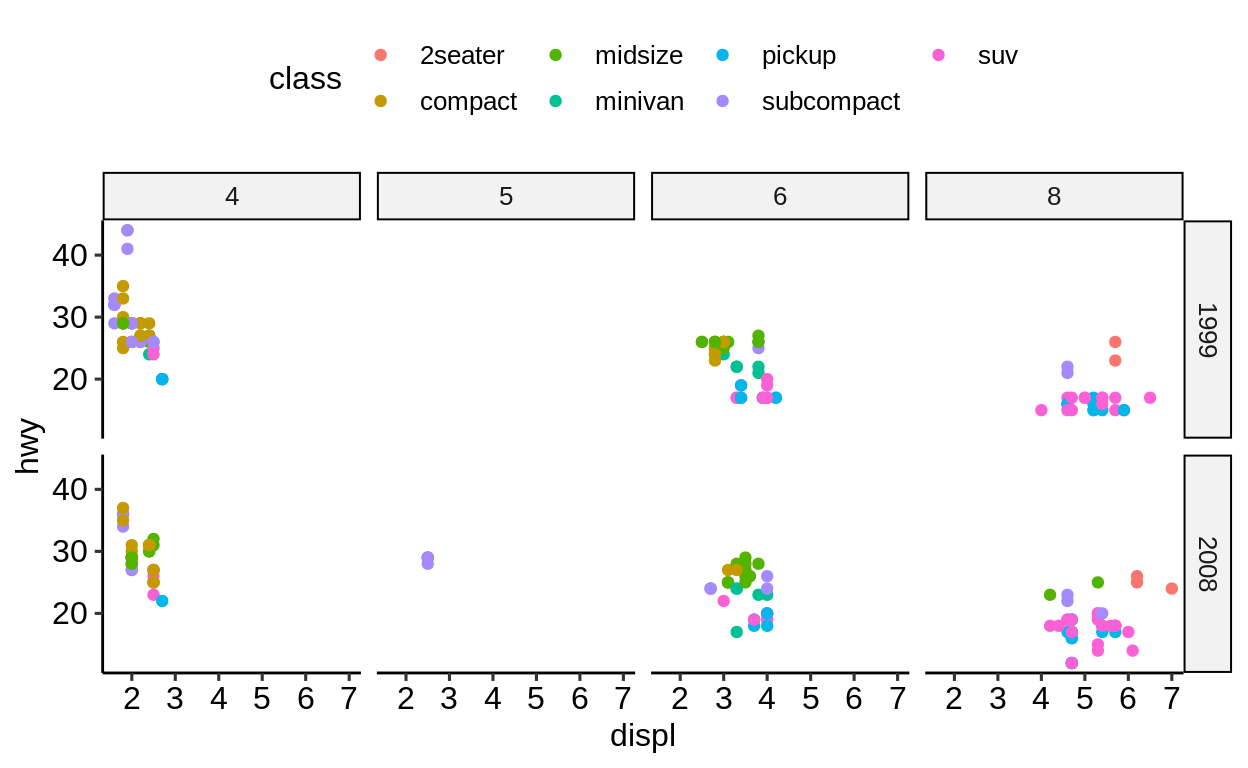 2seater midsize pickup suv
class
compact minivan subcompact
4 5 6 8
40
30
20
1999
hwy
40
30
20
2008
2 3 4 5 6 7 2 3 4 5 6 7 2 3 4 5 6 7 2 3 4 5 6 7
displ